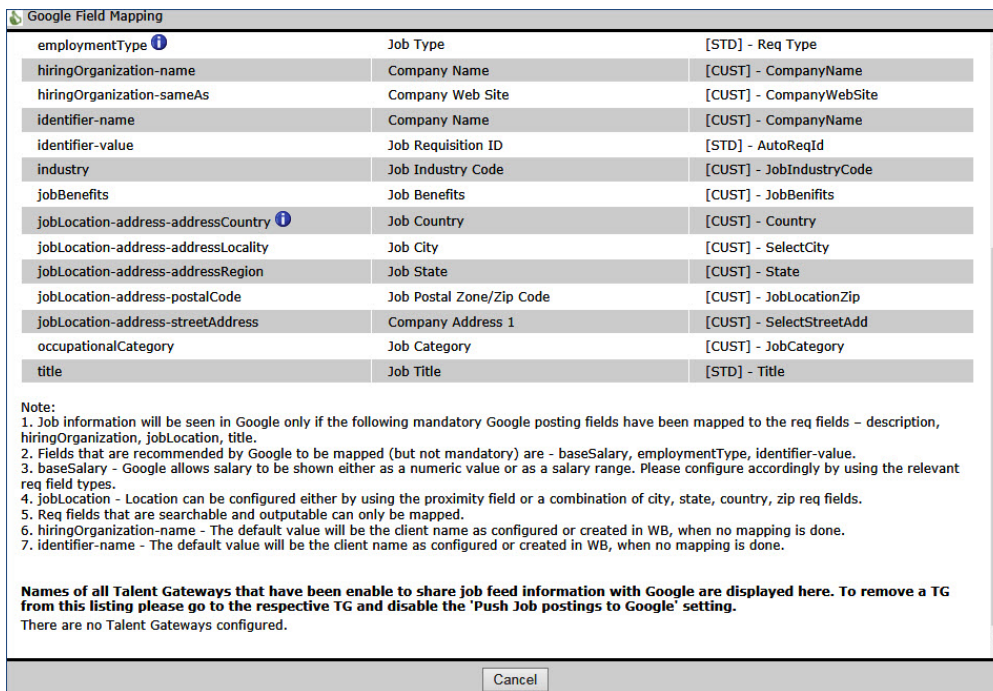 Google Field Mapping
employmentType Job Type [STD] - Req Type
hiringOrganization-name Company Name [CUST] - CompanyName
hiringOrganization-sameAs Company Web Site [CUST] - CompanyWebSite
identifier-name Company Name [CUST] - CompanyName
identifier-value Job Requisition ID [STD] - AutoReqId
industry Job Industry Code [CUST] - JobIndustryCode
jobBenefits Job Benefits [CUST] - JobBenifits
jobLocation-address-addressCountry Job Country [CUST] - Country
jobLocation-address-addressLocality Job City [CUST] - SelectCity
jobLocation-address-addressRegion Job State [CUST] - State
jobLocation-address-postalCode Job Postal Zone/Zip Code [CUST] - JobLocationZip
jobLocation-address-streetAddress Company Address 1 [CUST] - SelectStreetAdd
occupationalCategory Job Category [CUST] - JobCategory
title Job Title [STD] - Title
Note:
1. Job information will be seen in Google only if the following mandatory Google posting fields have been mapped to the req fields – description,
hiringOrganization, jobLocation, title.
2. Fields that are recommended by Google to be mapped (but not mandatory) are - baseSalary, employmentType, identifier-value.
3. baseSalary - Google allows salary to be shown either as a numeric value or as a salary range. Please configure accordingly by using the relevant
req field types.
4. jobLocation - Location can be configured either by using the proximity field or a combination of city, state, country, zip req fields.
5. Req fields that are searchable and outputable can only be mapped.
6. hiringOrganization-name - The default value will be the client name as configured or created in WB, when no mapping is done.
7. identifier-name - The default value will be the client name as configured or created in WB, when no mapping is done.
Names of all Talent Gateways that have been enable to share job feed information with Google are displayed here. To remove a TG
from this listing please go to the respective TG and disable the 'Push Job postings to Google' setting.
There are no Talent Gateways configured.
Cancel